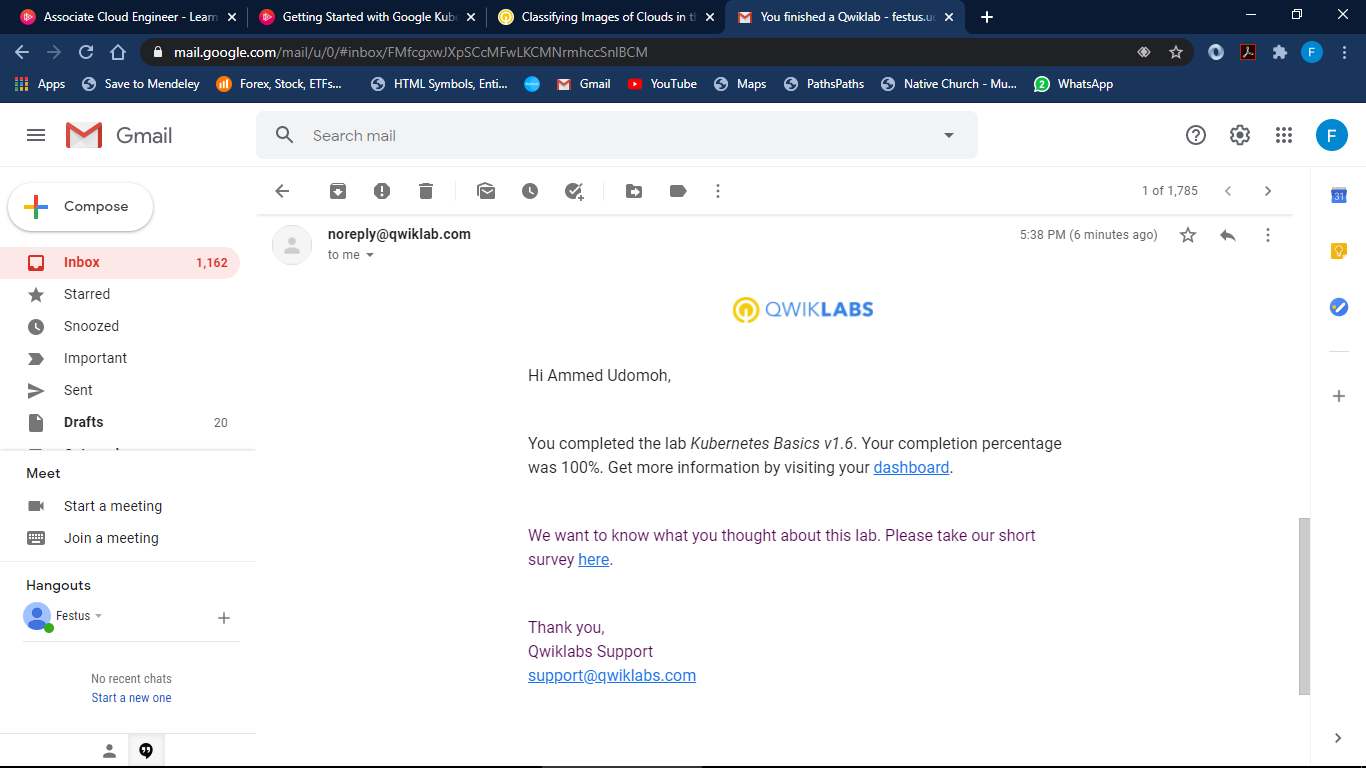 Associate Cloud Engineer - Learn
Getting Started with Google Kube
Classifying Images of Clouds in th
You finished a Qwiklab - festus.uc
mail.google.com/mail/u/0/#inbox/FMfcgxwJXpSCcMFwLKCMNrmhccSnlBCM
F
Apps
Save to Mendeley
Forex, Stock, ETFs...
HTML Symbols, Enti...
Gmail
YouTube
Maps
PathsPaths
Native Church - Mu...
2
WhatsApp
Gmail
Search mail
F
Compose
1 of 1,785
31
Inbox
1,162
Starred
Snoozed
Important
Sent
Drafts
20
Meet
Start a meeting
Join a meeting
Hangouts
Festus
No recent chats
Start a new one
noreply@qwiklab.com
5:38 PM (6 minutes ago)
to me
QWIKLABS
Hi Ammed Udomoh,
You completed the lab Kubernetes Basics v1.6. Your completion percentage
was 100%. Get more information by visiting your dashboard.
We want to know what you thought about this lab. Please take our short
survey here.
Thank you,
Qwiklabs Support
support@qwiklabs.com